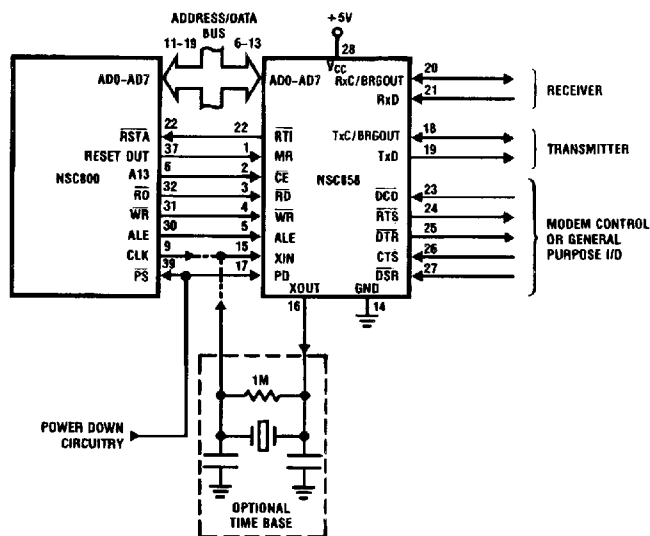 ADDRESS/DATA
BUS
+5V
11-19
6-13
28
VCC
AD0-AD7
AD0-AD7
RxC/BRGOUT
20
RxD
21
RECEIVER
RSTA
22
22
RTI
TxC/BRGOUT
18
RESET OUT
37
1
MR
TxD
19
TRANSMITTER
NSC800
A13
6
2
CE
NSC858
RD
32
3
RD
DCD
23
WR
31
4
WR
RTS
24
ALE
30
5
ALE
DTR
25
CLK
9
15
XIN
CTS
26
PS
39
17
PD
DSR
27
MODEM CONTROL
OR GENERAL
PURPOSE I/O
XOUT
GND
16
14
1M
POWER DOWN
CIRCUITRY
OPTIONAL
TIME BASE